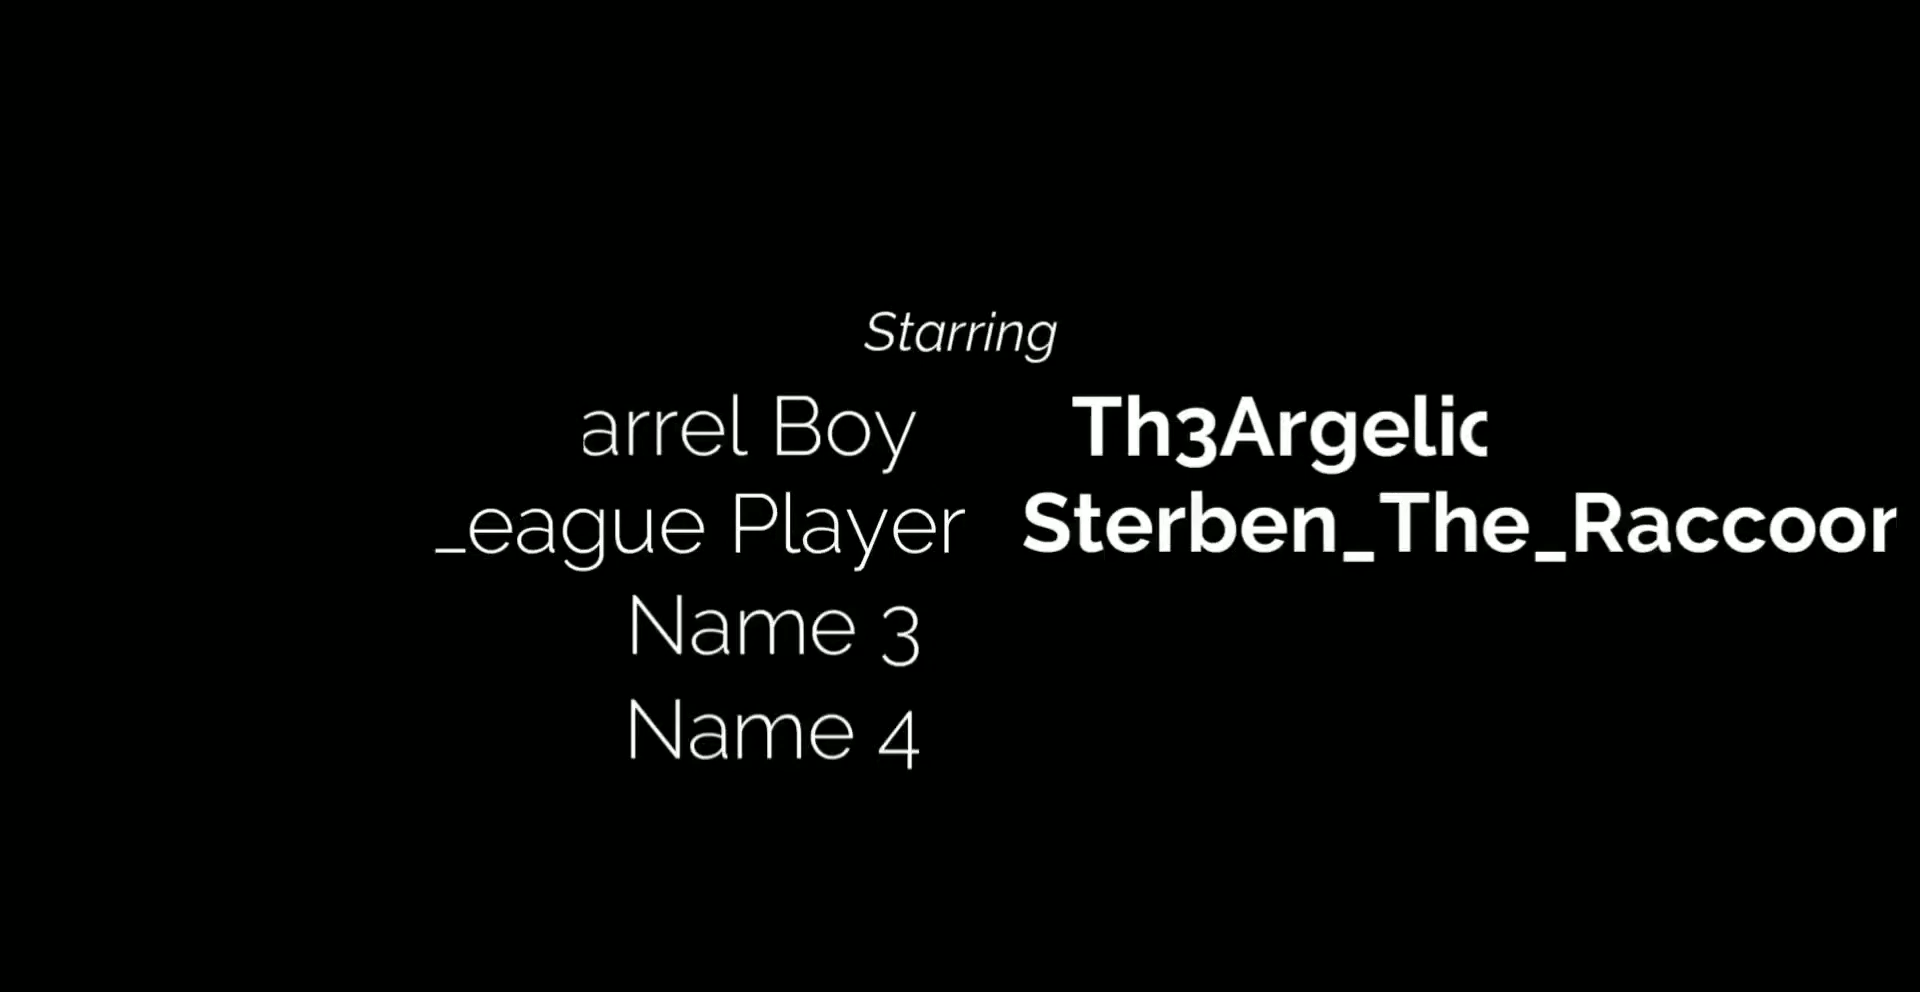 Starring
arrel Boy Th3Argelic
_eague Player Sterben_The_Raccoor
Name 3
Name 4